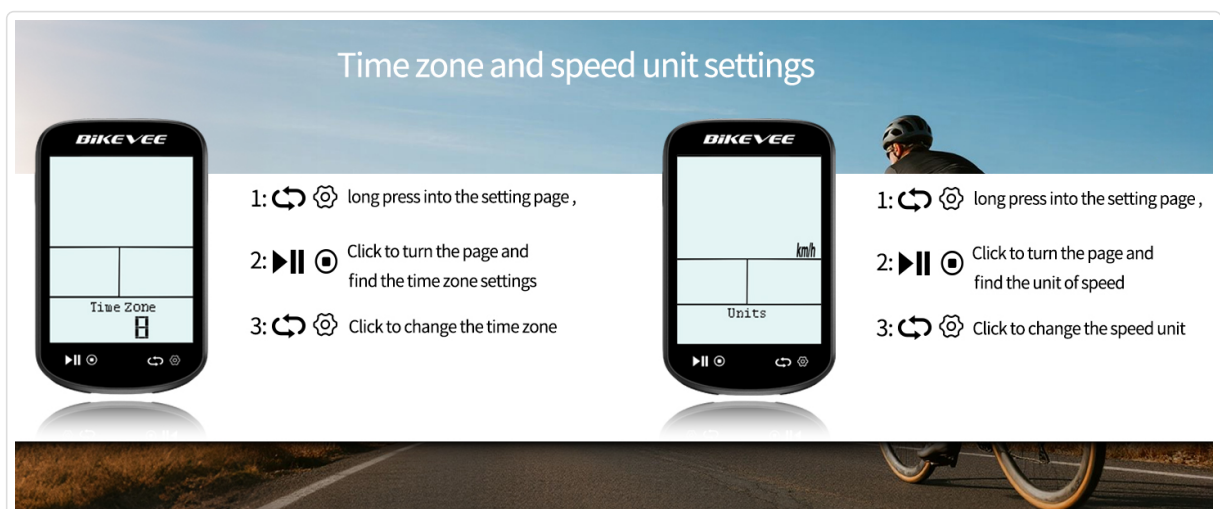 Time zone and speed unit settings
BIKEVEE
Time Zone
8
1: long press into the setting page ,
2: Click to turn the page and
find the time zone settings
3: Click to change the time zone
BIKEVEE
km/h
Units
1: long press into the setting page ,
2: Click to turn the page and
find the unit of speed
3: Click to change the speed unit